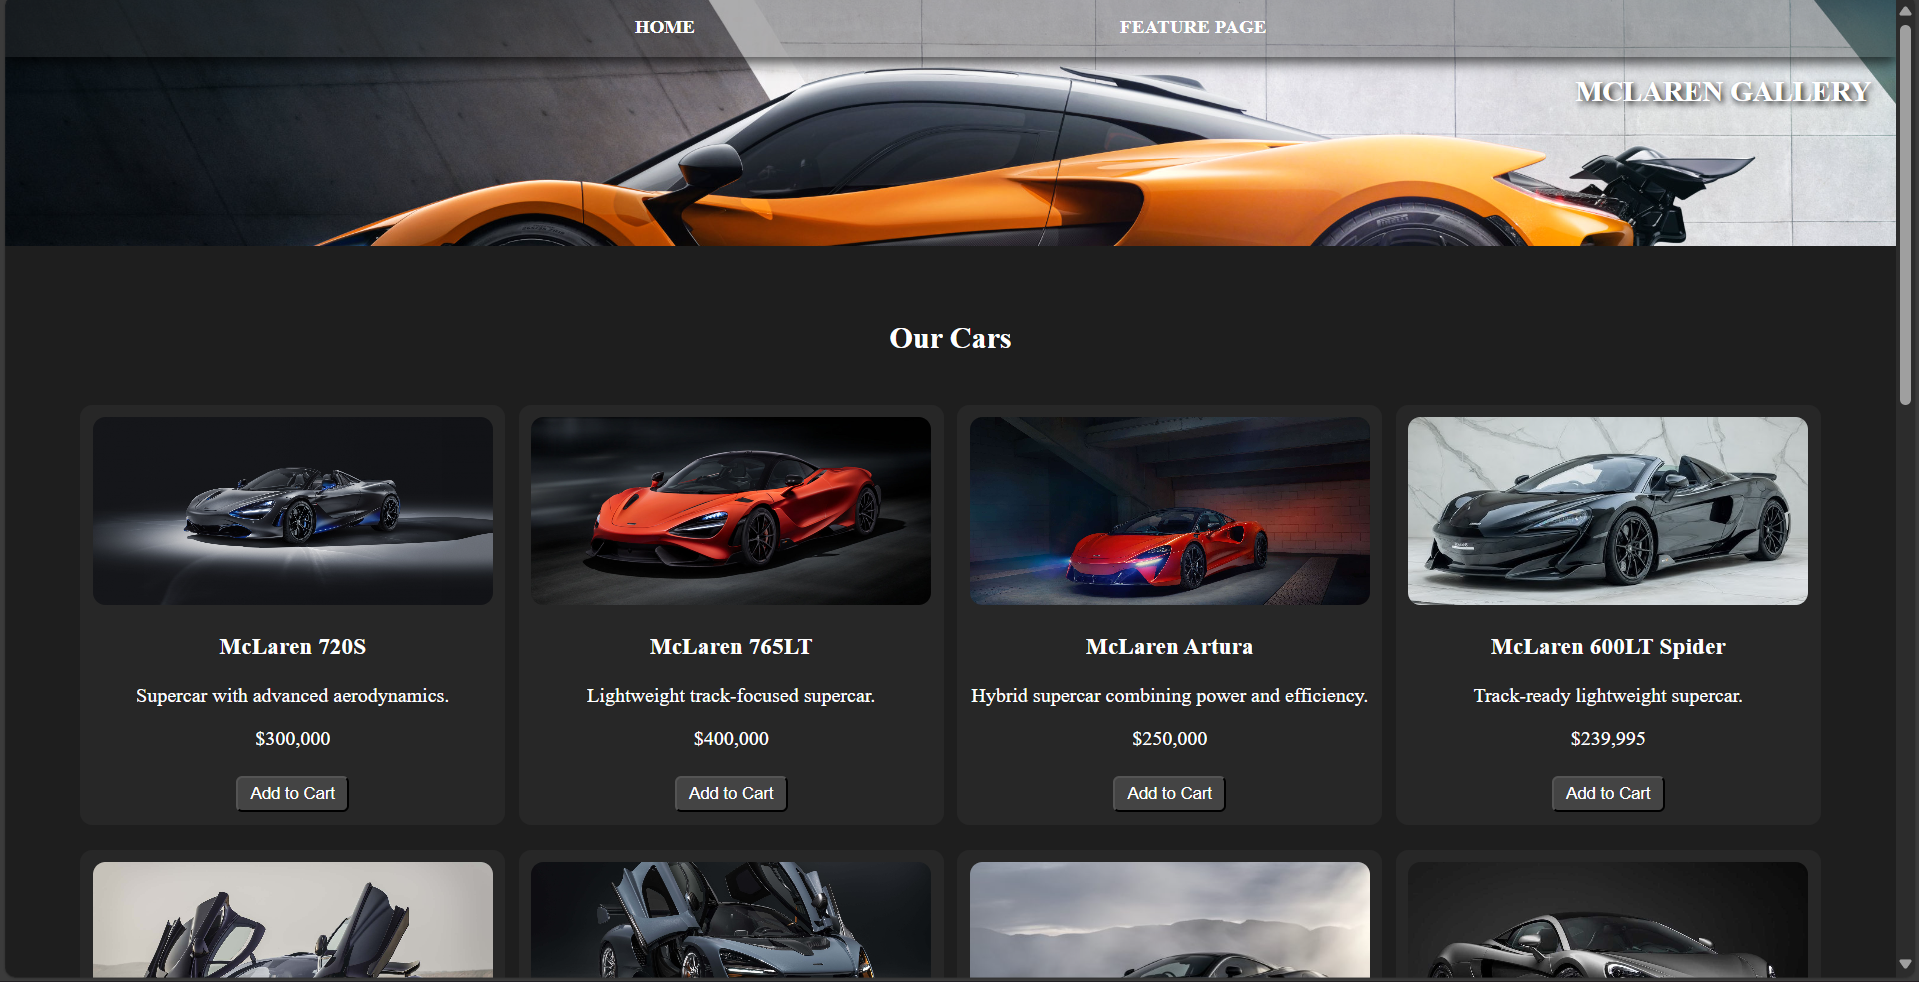 HOME
FEATURE PAGE
MCLAREN GALLERY
Our Cars
McLaren 720S
Supercar with advanced aerodynamics.
$300,000
Add to Cart
McLaren 765LT
Lightweight track-focused supercar.
$400,000
Add to Cart
McLaren Artura
Hybrid supercar combining power and efficiency.
$250,000
Add to Cart
McLaren 600LT Spider
Track-ready lightweight supercar.
$239,995
Add to Cart